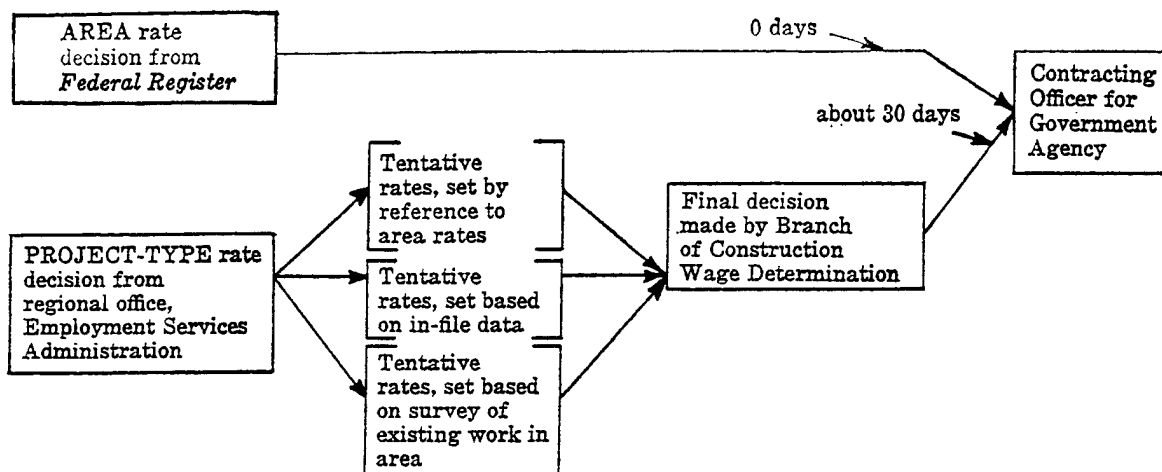 AREA rate
decision from
Federal Register
0 days
Contracting
Officer for
Government
Agency
about 30 days
Tentative
rates, set by
reference to
area rates
PROJECT-TYPE rate
decision from
regional office,
Employment Services
Administration
Tentative
rates, set based
on in-file data
Tentative
rates, set based
on survey of
existing work in
area
Final decision
made by Branch
of Construction
Wage Determination